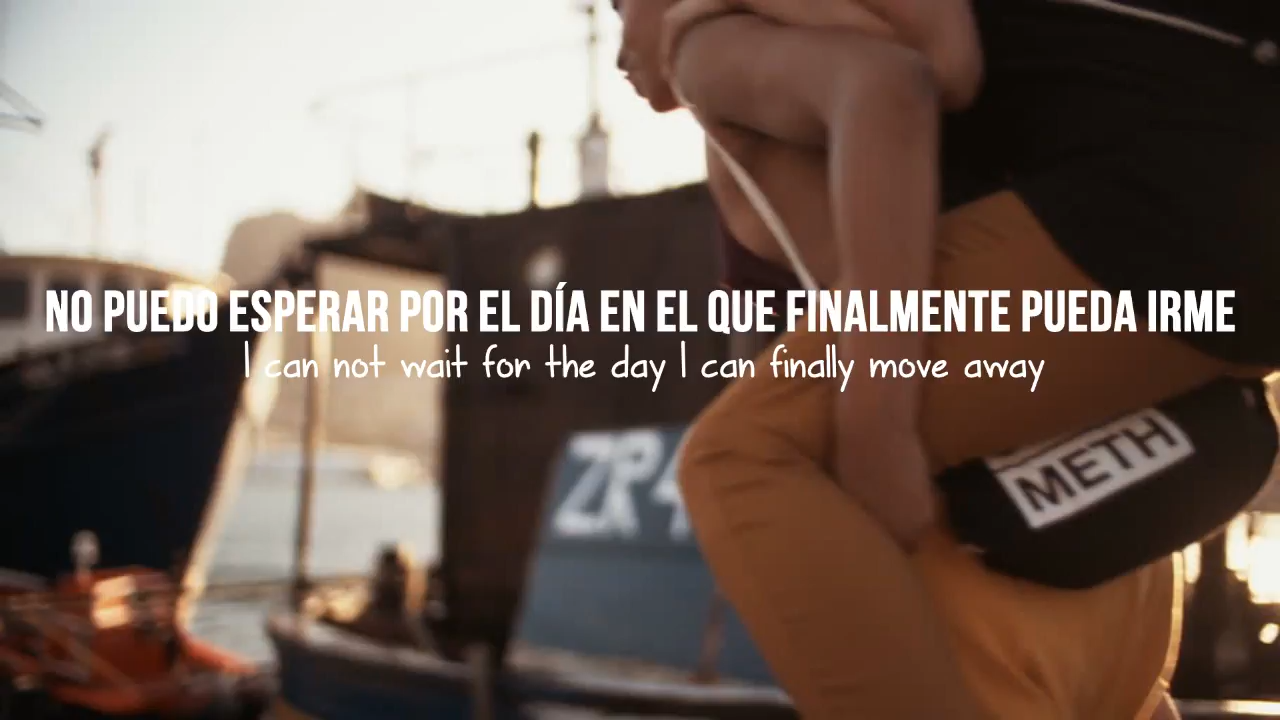 NO PUEDO ESPERAR POR EL DÍA EN EL QUE FINALMENTE PUEDA IRME
I can not wait for the day I can finally move away
ZR4
METH